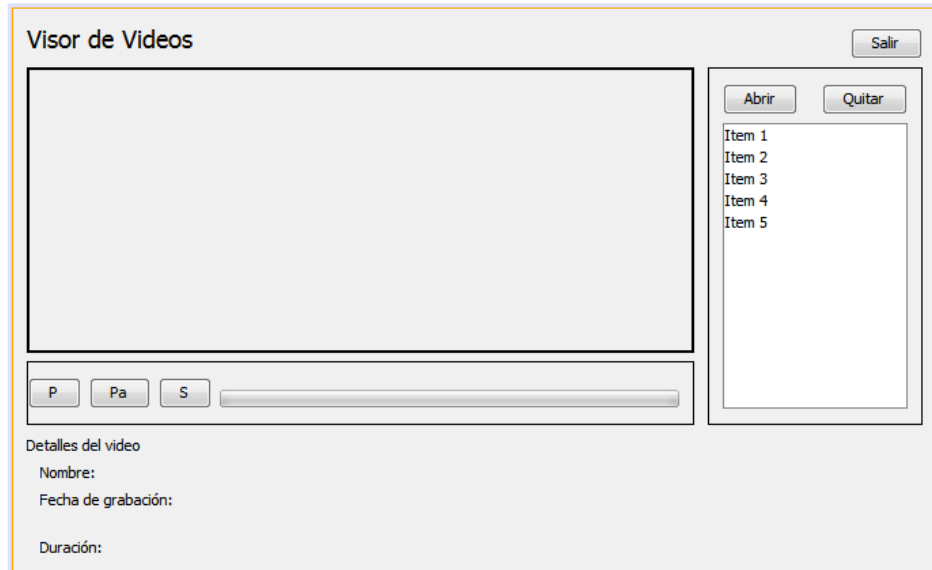 Visor de Videos
Salir
Abrir
Quitar
Item 1
Item 2
Item 3
Item 4
Item 5
P
Pa
S
Detalles del video
Nombre:
Fecha de grabación:
Duración: